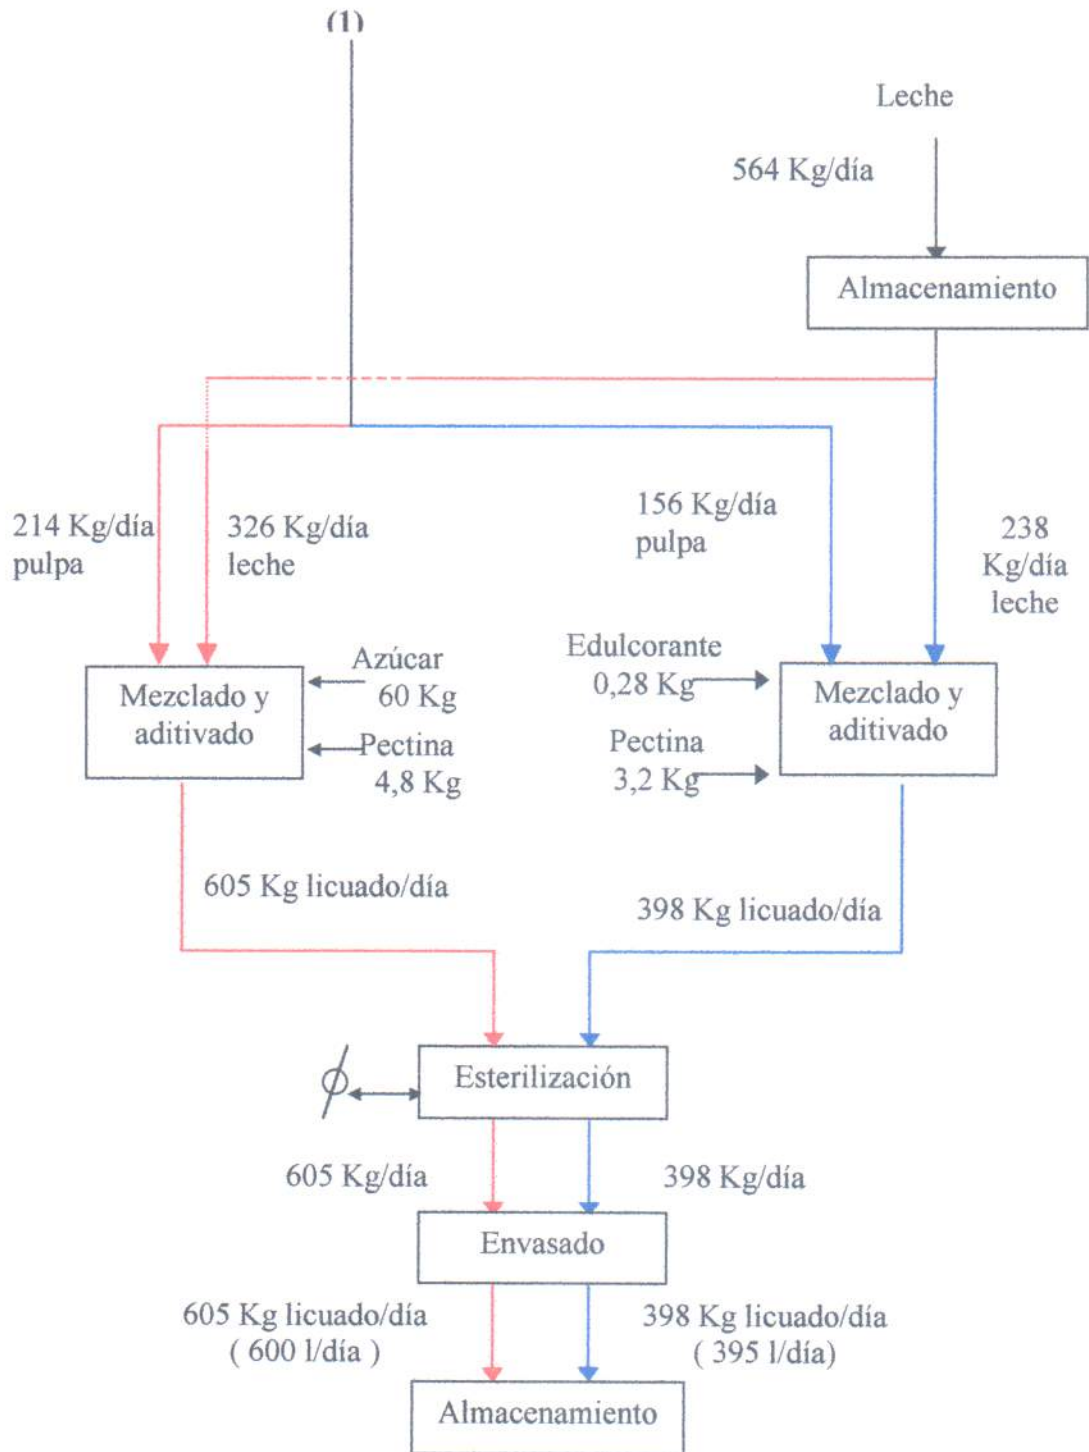 (1)
Leche
564 Kg/día
Almacenamiento
214 Kg/día
pulpa
326 Kg/día
leche
156 Kg/día
pulpa
238
Kg/día
leche
Mezclado y
aditivado
Azúcar
60 Kg
Pectina
4,8 Kg
Edulcorante
0,28 Kg
Pectina
3,2 Kg
Mezclado y
aditivado
605 Kg licuado/día
398 Kg licuado/día
Esterilización
605 Kg/día
398 Kg/día
Envasado
605 Kg licuado/día
( 600 l/día )
398 Kg licuado/día
( 395 l/día)
Almacenamiento